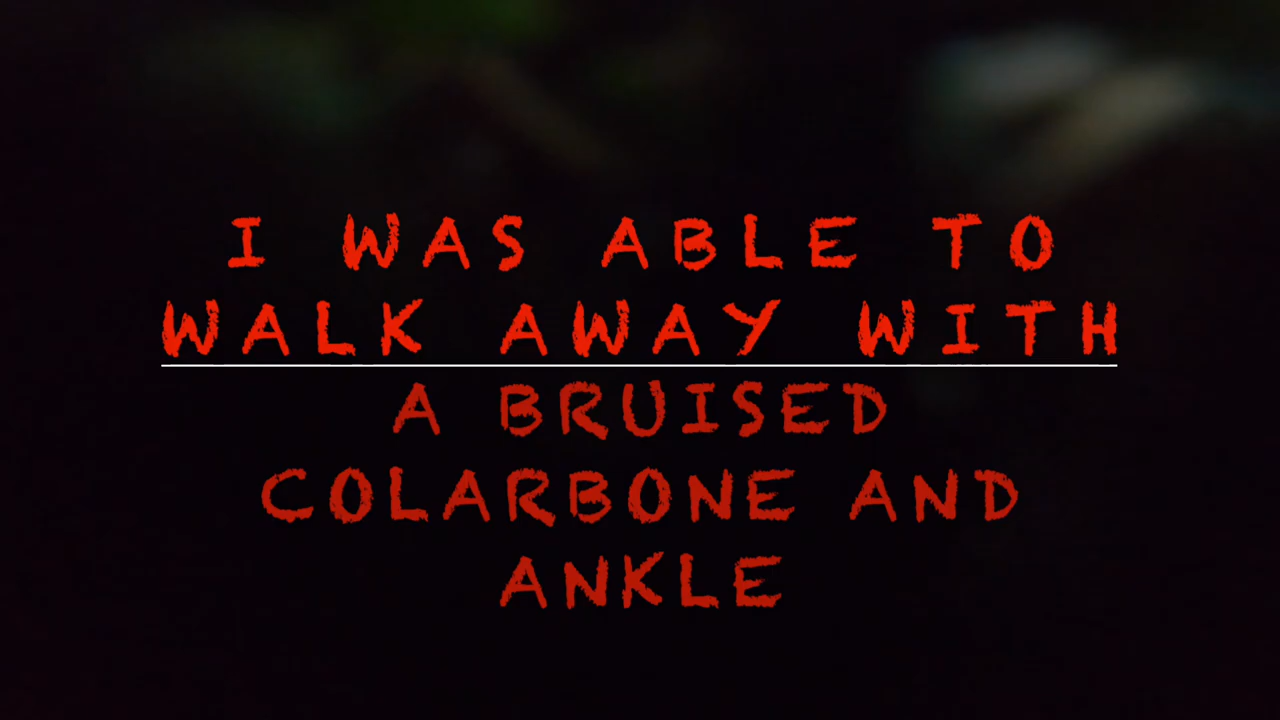 I WAS ABLE TO
WALK AWAY WITH
A BRUISED
COLARBONE AND
ANKLE